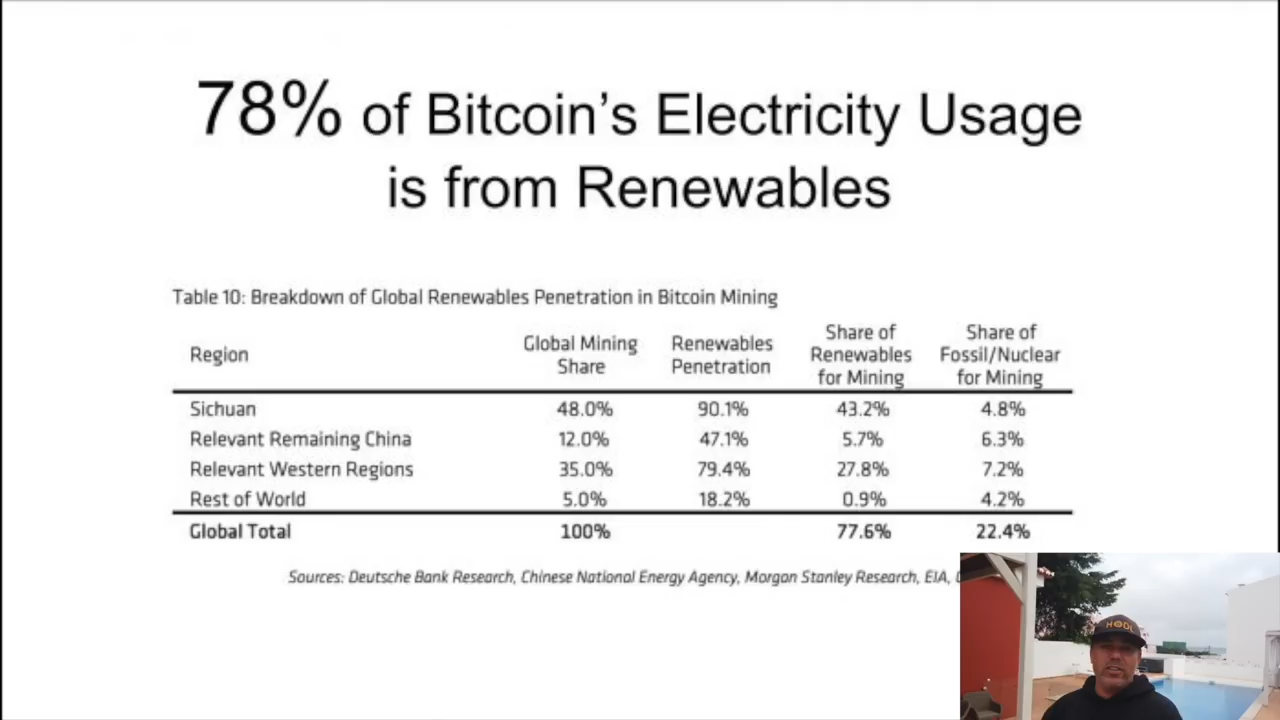 78% of Bitcoin's Electricity Usage
is from Renewables
Table 10: Breakdown of Global Renewables Penetration in Bitcoin Mining
Region Global Mining Share Renewables Penetration Share of Renewables for Mining Share of Fossil/Nuclear for Mining
Sichuan 48.0% 90.1% 43.2% 4.8%
Relevant Remaining China 12.0% 47.1% 5.7% 6.3%
Relevant Western Regions 35.0% 79.4% 27.8% 7.2%
Rest of World 5.0% 18.2% 0.9% 4.2%
Global Total 100% 77.6% 22.4%
Sources: Deutsche Bank Research, Chinese National Energy Agency, Morgan Stanley Research, EIA,
HODL